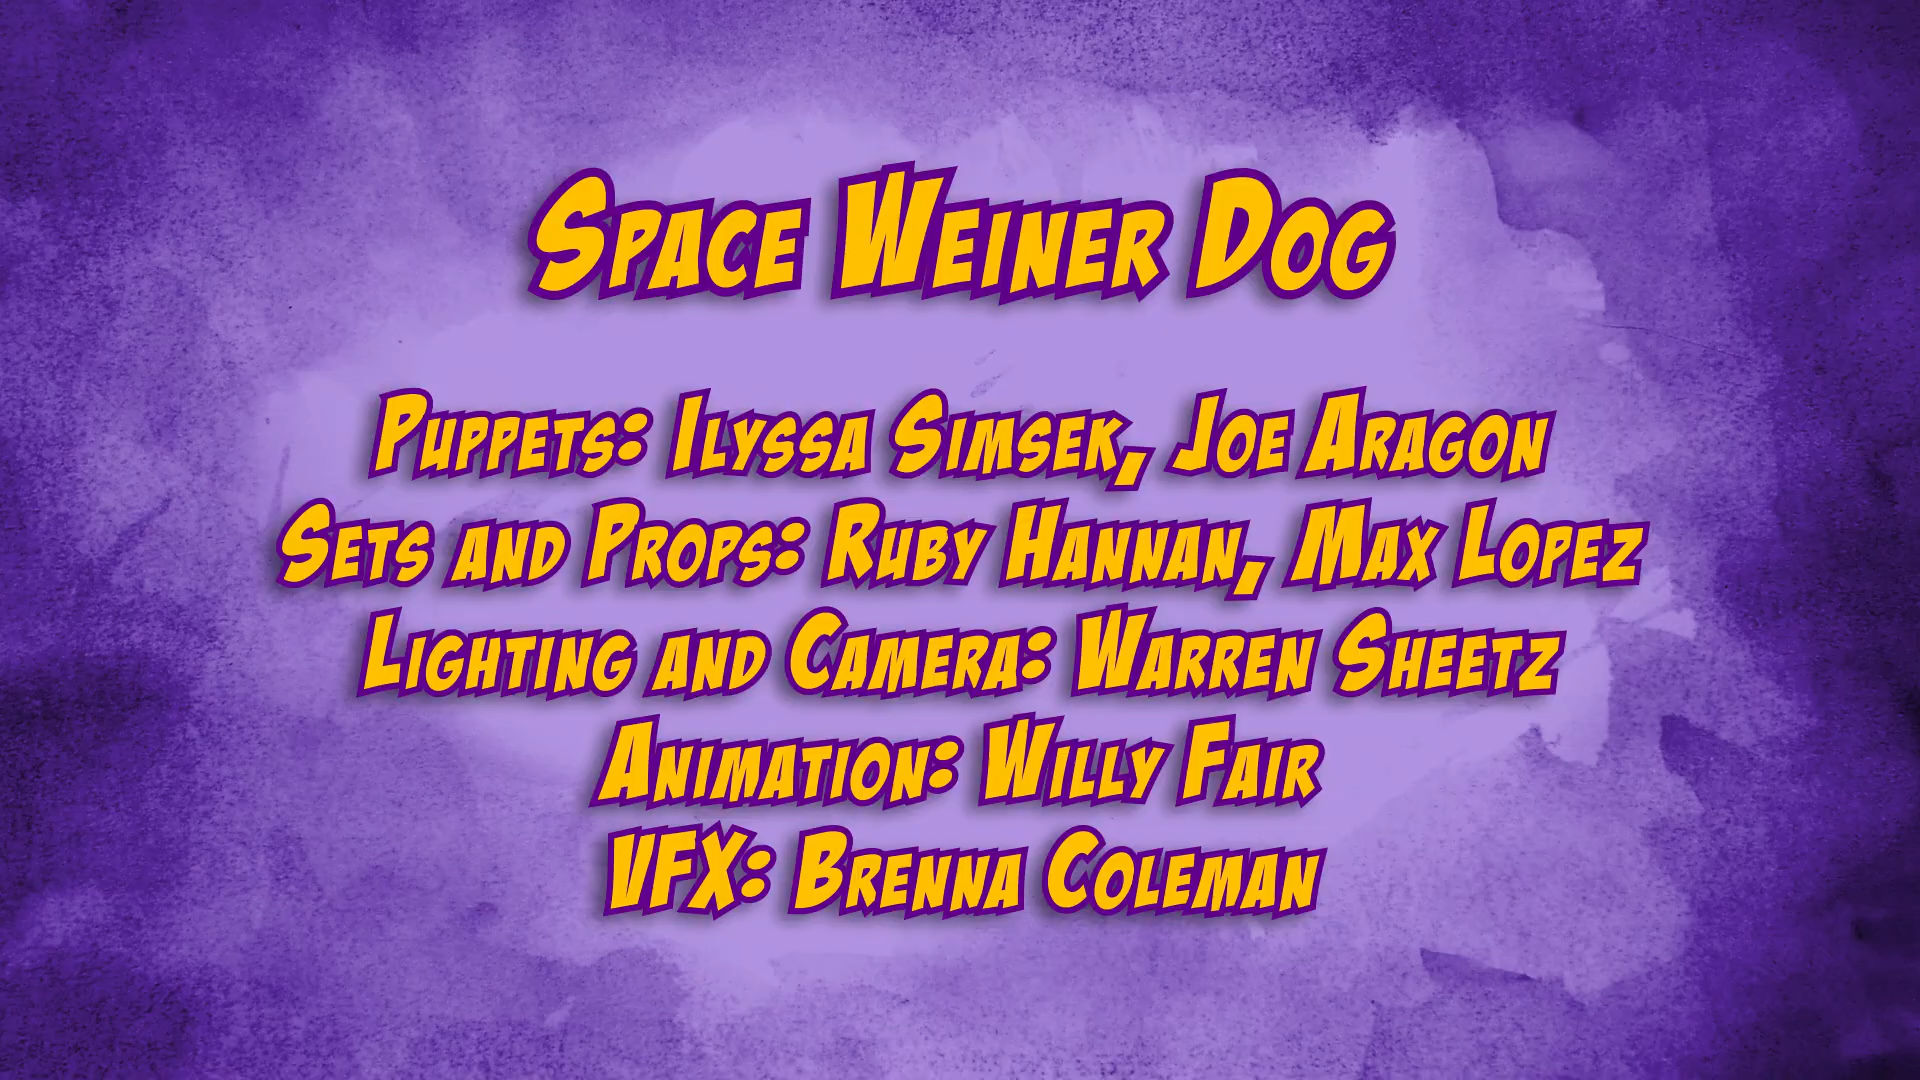 Space Weiner Dog
Puppets: Ilyssa Simsek, Joe Aragon
Sets and Props: Ruby Hannan, Max Lopez
Lighting and Camera: Warren Sheetz
Animation: Willy Fair
VFX: Brenna Coleman